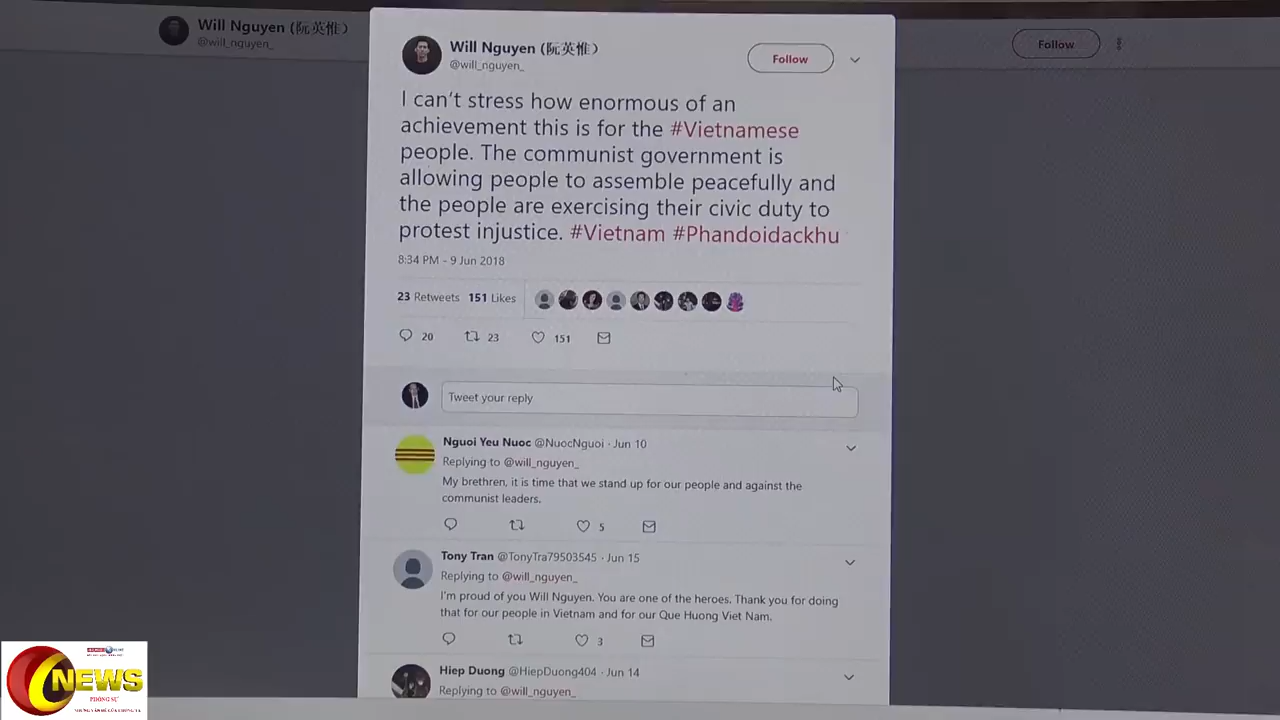 Will Nguyen (阮英惟)
@will_nguyen_
Follow
Will Nguyen (阮英惟)
@will_nguyen_
Follow
I can't stress how enormous of an
achievement this is for the #Vietnamese
people. The communist government is
allowing people to assemble peacefully and
the people are exercising their civic duty to
protest injustice. #Vietnam #Phandoidackhu
8:34 PM - 9 Jun 2018
23 Retweets 151 Likes
20 23 151
Tweet your reply
Nguoi Yeu Nuoc @NuocNguoi · Jun 10
Replying to @will_nguyen_
My brethren, it is time that we stand up for our people and against the
communist leaders.
5
Tony Tran @TonyTra79503545 · Jun 15
Replying to @will_nguyen_
I'm proud of you Will Nguyen. You are one of the heroes. Thank you for doing
that for our people in Vietnam and for our Que Huong Viet Nam.
3
Hiep Duong @HiepDuong404 · Jun 14
Replying to @will_nguyen_
NEWS
PHÓNG SỰ